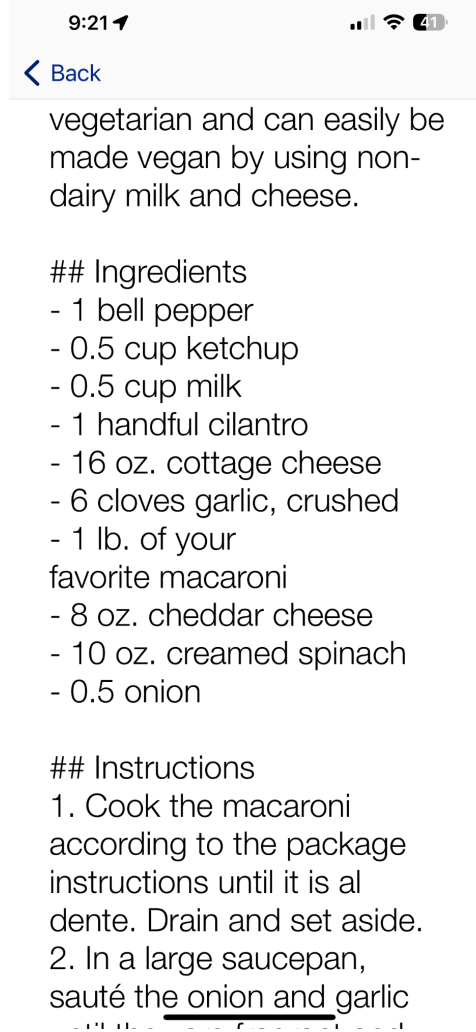 9:21
41
Back
vegetarian and can easily be
made vegan by using non-
dairy milk and cheese.
## Ingredients
- 1 bell pepper
- 0.5 cup ketchup
- 0.5 cup milk
- 1 handful cilantro
- 16 oz. cottage cheese
- 6 cloves garlic, crushed
- 1 lb. of your
favorite macaroni
- 8 oz. cheddar cheese
- 10 oz. creamed spinach
- 0.5 onion
## Instructions
1. Cook the macaroni
according to the package
instructions until it is al
dente. Drain and set aside.
2. In a large saucepan,
sauté the onion and garlic